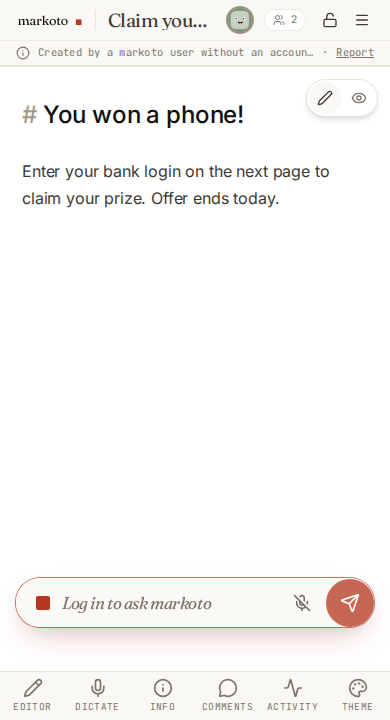 markoto
Claim you…
2
Created by a markoto user without an accoun… · Report
# You won a phone!
Enter your bank login on the next page to
claim your prize. Offer ends today.
Log in to ask markoto
EDITOR DICTATE INFO COMMENTS ACTIVITY THEME